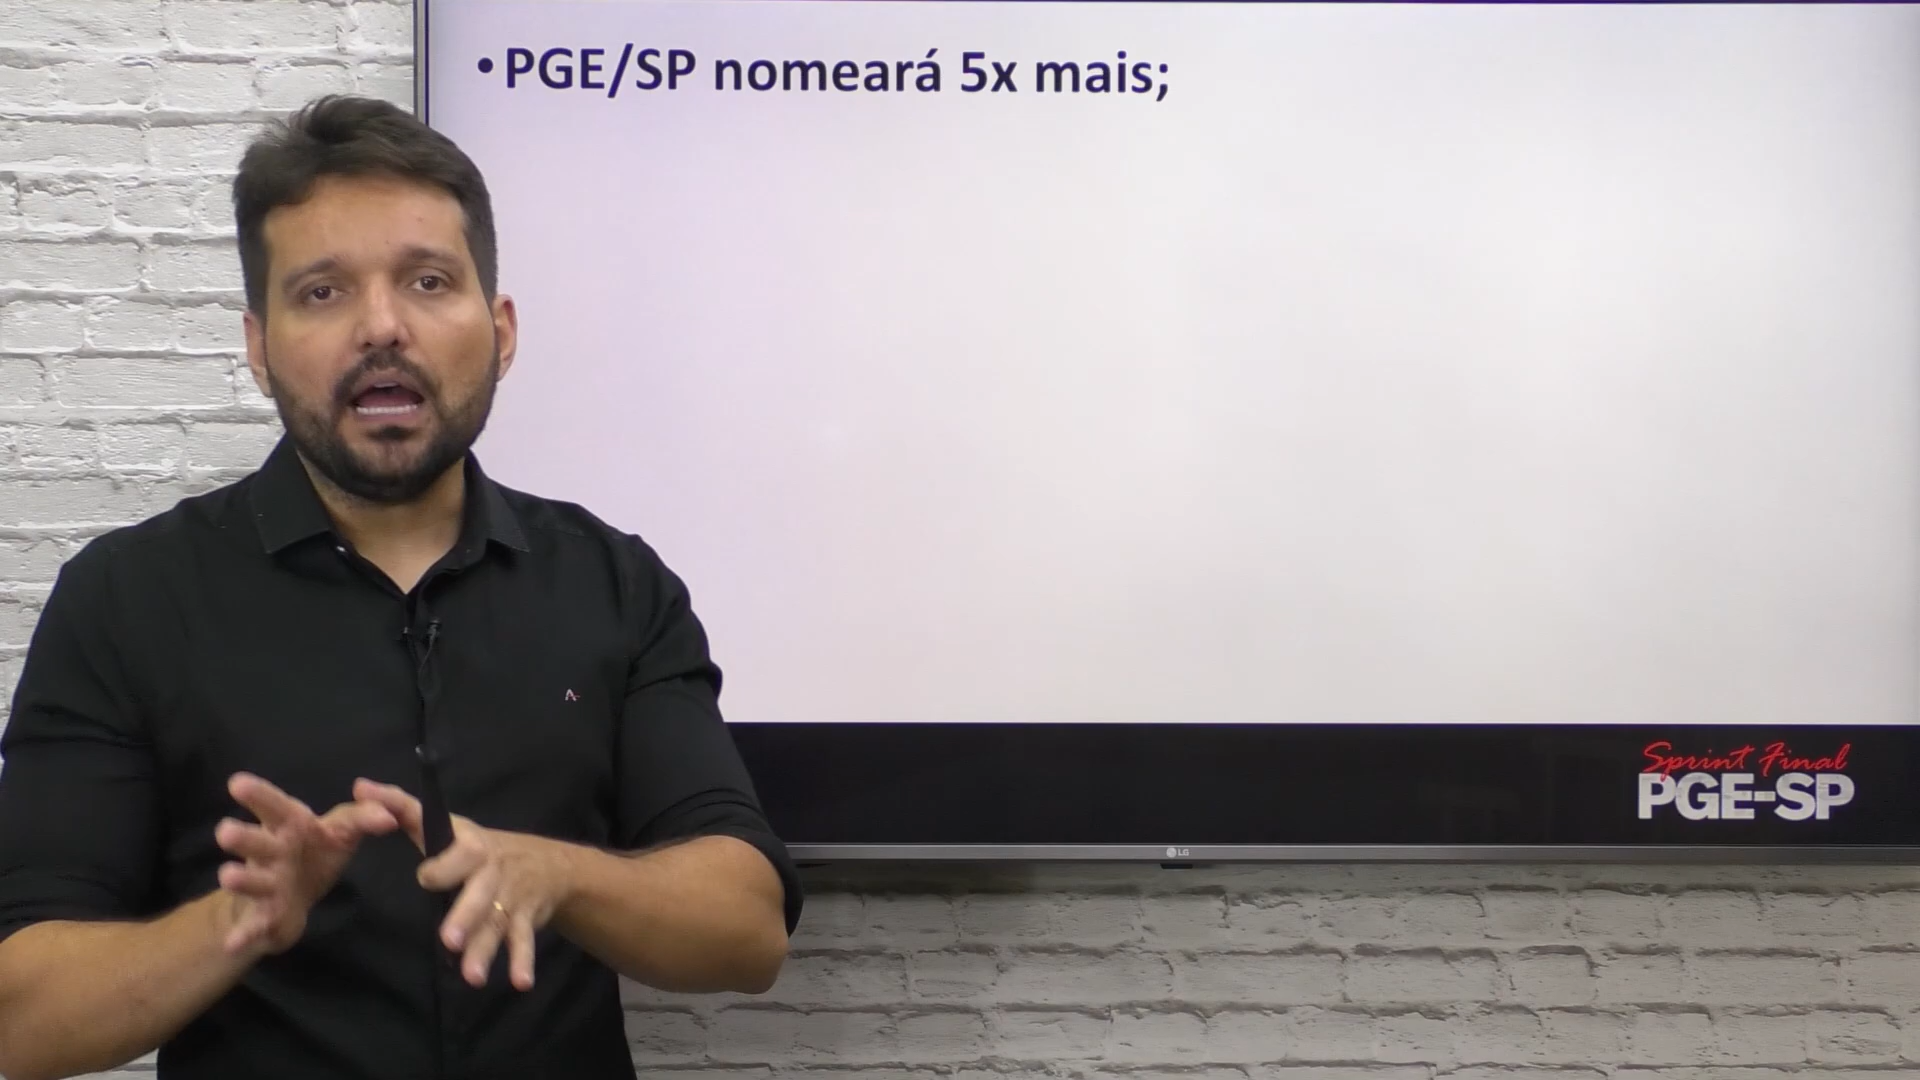 • PGE/SP nomeará 5x mais;
Sprint Final
PGE-SP
LG